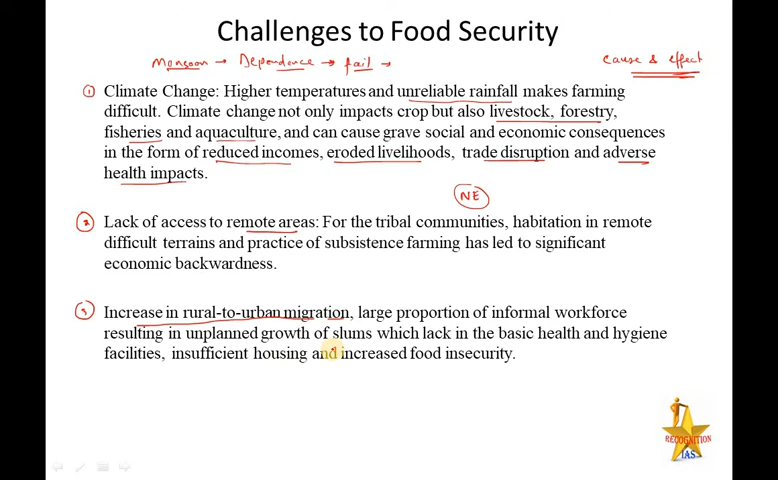 Challenges to Food Security
Monsoon → Dependence → fail →
cause & effect
① Climate Change: Higher temperatures and unreliable rainfall makes farming
difficult. Climate change not only impacts crop but also livestock, forestry,
fisheries and aquaculture, and can cause grave social and economic consequences
in the form of reduced incomes, eroded livelihoods, trade disruption and adverse
health impacts.
NE
② Lack of access to remote areas: For the tribal communities, habitation in remote
difficult terrains and practice of subsistence farming has led to significant
economic backwardness.
③ Increase in rural-to-urban migration, large proportion of informal workforce
resulting in unplanned growth of slums which lack in the basic health and hygiene
facilities, insufficient housing and increased food insecurity.
RECOGNITION
IAS